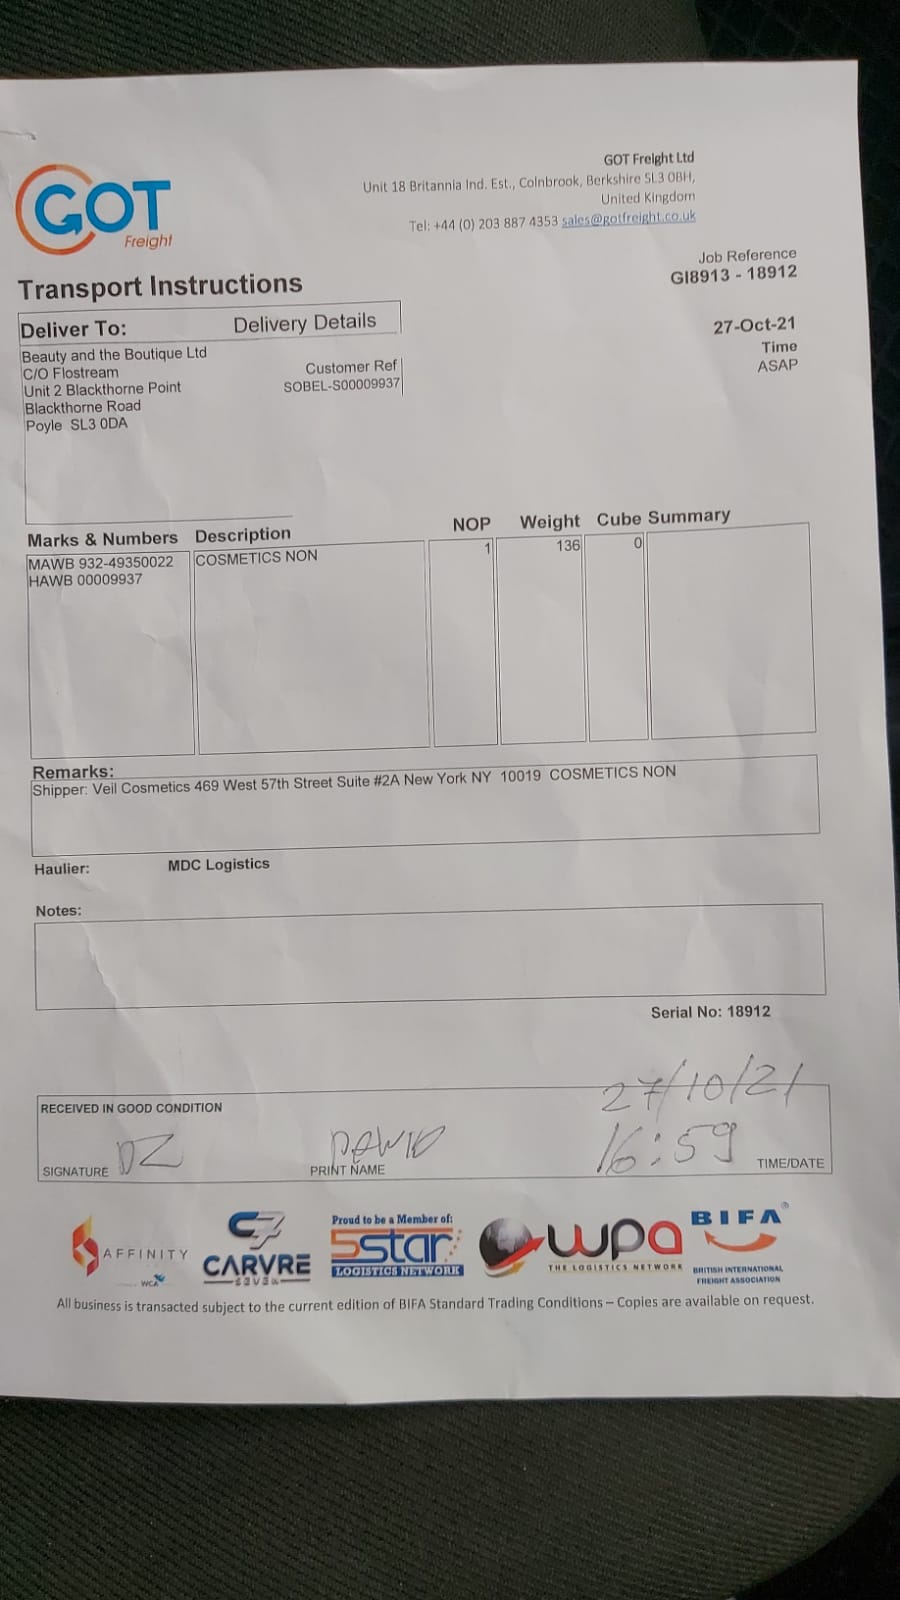 GOT
Freight
GOT Freight Ltd
Unit 18 Britannia Ind. Est., Colnbrook, Berkshire SL3 0BH,
United Kingdom
Tel: +44 (0) 203 887 4353 sales@gotfreight.co.uk
Job Reference
GI8913 - 18912
Transport Instructions
Deliver To: Delivery Details
27-Oct-21
Time
ASAP
Beauty and the Boutique Ltd
C/O Flostream
Unit 2 Blackthorne Point
Blackthorne Road
Poyle SL3 0DA
Customer Ref
SOBEL-S00009937
Marks & Numbers Description NOP Weight Cube Summary
MAWB 932-49350022 COSMETICS NON 1 136 0
HAWB 00009937
Remarks:
Shipper: Veil Cosmetics 469 West 57th Street Suite #2A New York NY 10019 COSMETICS NON
Haulier: MDC Logistics
Notes:
Serial No: 18912
27/10/21
RECEIVED IN GOOD CONDITION
16:59
SIGNATURE DZ PRINT NAME DAWID TIME/DATE
AFFINITY
WCA
CARVRE
SEVEN
Proud to be a Member of:
5star
LOGISTICS NETWORK
wpa
THE LOGISTICS NETWORK
BIFA®
BRITISH INTERNATIONAL
FREIGHT ASSOCIATION
All business is transacted subject to the current edition of BIFA Standard Trading Conditions – Copies are available on request.